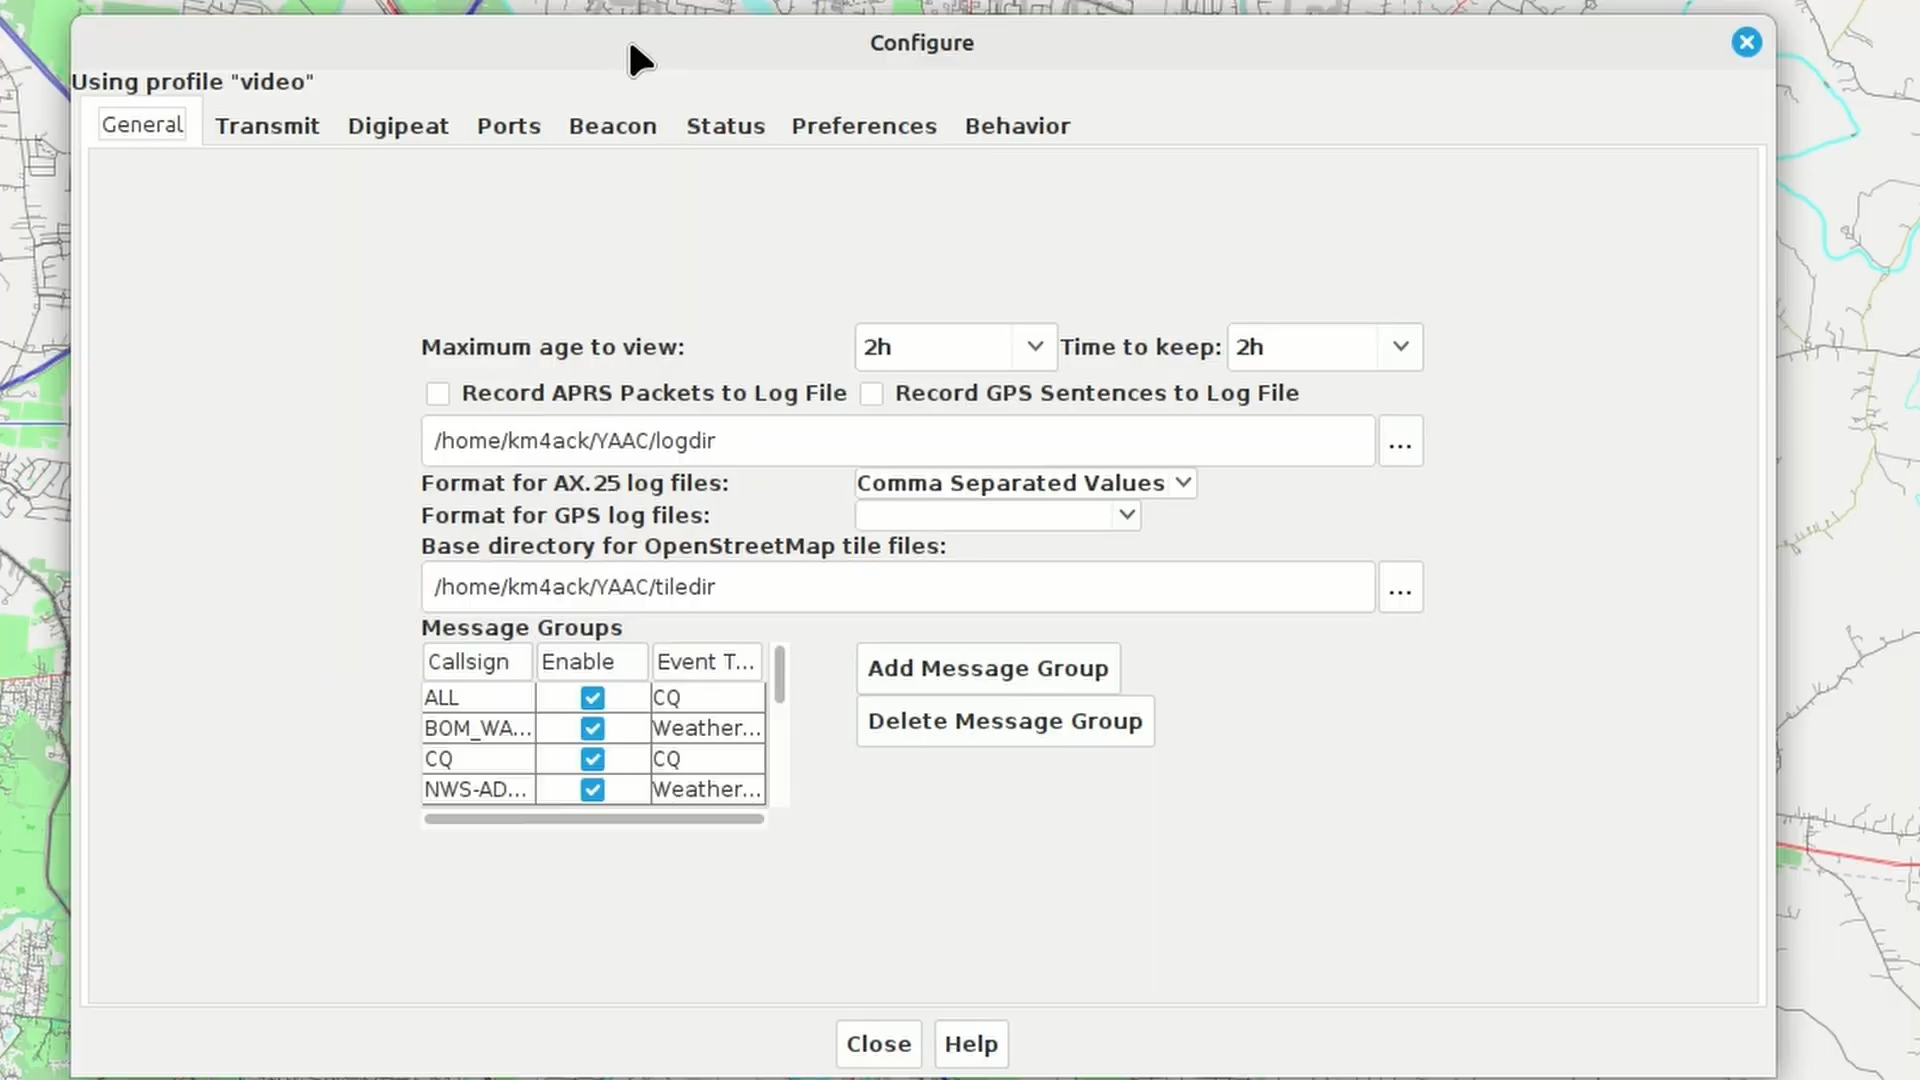 Configure
Using profile "video"
General Transmit Digipeat Ports Beacon Status Preferences Behavior
Maximum age to view: 2h Time to keep: 2h
Record APRS Packets to Log File Record GPS Sentences to Log File
/home/km4ack/YAAC/logdir ...
Format for AX.25 log files: Comma Separated Values
Format for GPS log files:
Base directory for OpenStreetMap tile files:
/home/km4ack/YAAC/tiledir ...
Message Groups
Callsign Enable Event T... Add Message Group
ALL CQ
BOM_WA... Weather... Delete Message Group
CQ CQ
NWS-AD... Weather...
Close Help